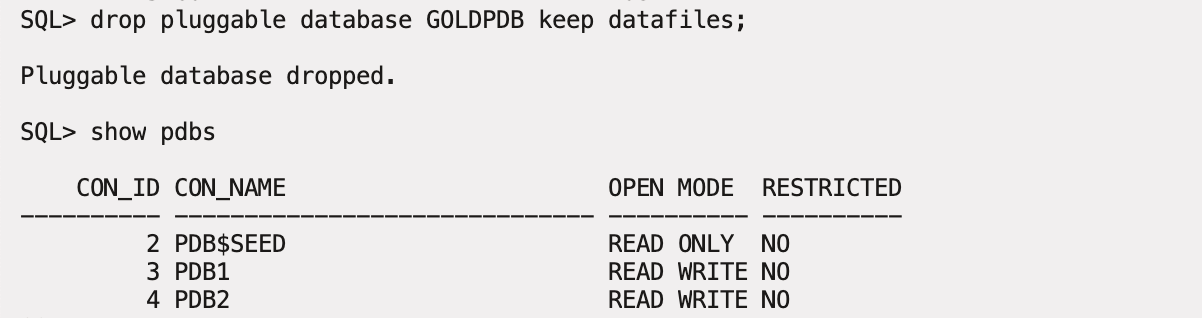 SQL> drop pluggable database GOLDPDB keep datafiles;
Pluggable database dropped.
SQL> show pdbs
    CON_ID CON_NAME                       OPEN MODE  RESTRICTED
---------- ------------------------------ ---------- ----------
         2 PDB$SEED                       READ ONLY  NO
         3 PDB1                           READ WRITE NO
         4 PDB2                           READ WRITE NO